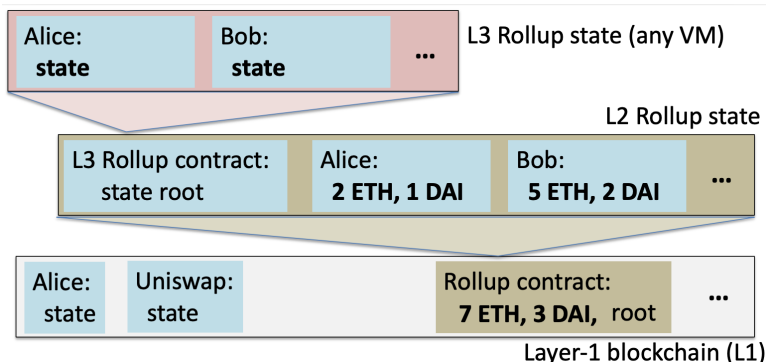 Alice:
state
Bob:
state
...
L3 Rollup state (any VM)
L2 Rollup state
L3 Rollup contract:
state root
Alice:
2 ETH, 1 DAI
Bob:
5 ETH, 2 DAI
...
Alice:
state
Uniswap:
state
Rollup contract:
7 ETH, 3 DAI, root
...
Layer-1 blockchain (L1)